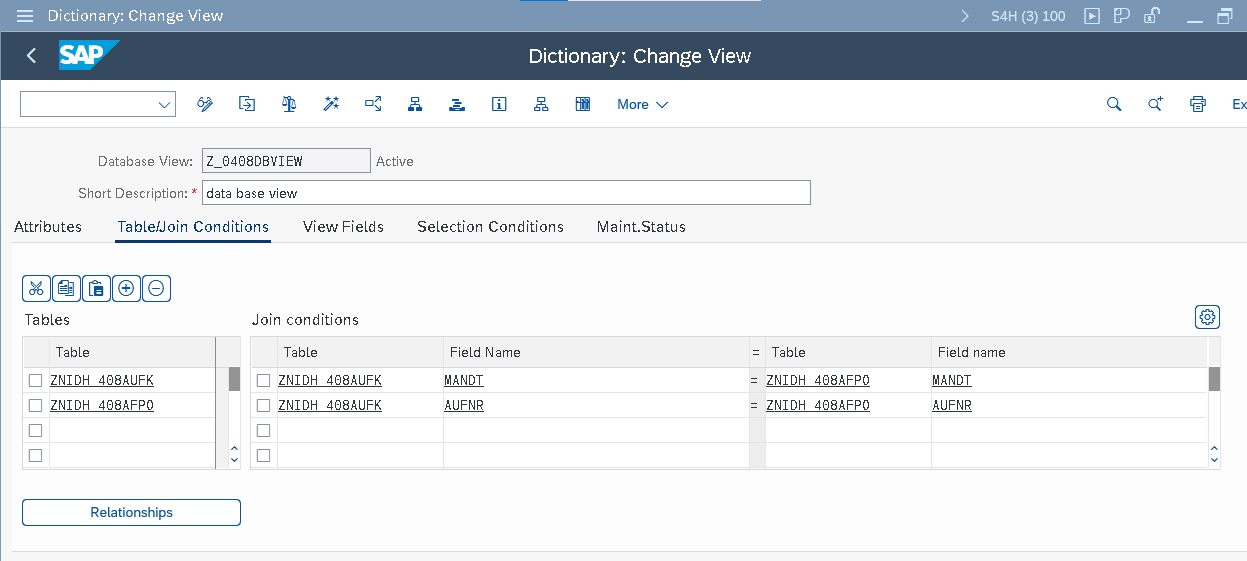 Dictionary: Change View S4H (3) 100
SAP Dictionary: Change View
More Ex
Database View: Z_0408DBVIEW Active
Short Description: * data base view
Attributes Table/Join Conditions View Fields Selection Conditions Maint.Status
Tables Join conditions
Table Table Field Name = Table Field name
ZNIDH_408AUFK ZNIDH_408AUFK MANDT = ZNIDH_408AFPO MANDT
ZNIDH_408AFPO ZNIDH_408AUFK AUFNR = ZNIDH_408AFPO AUFNR
Relationships